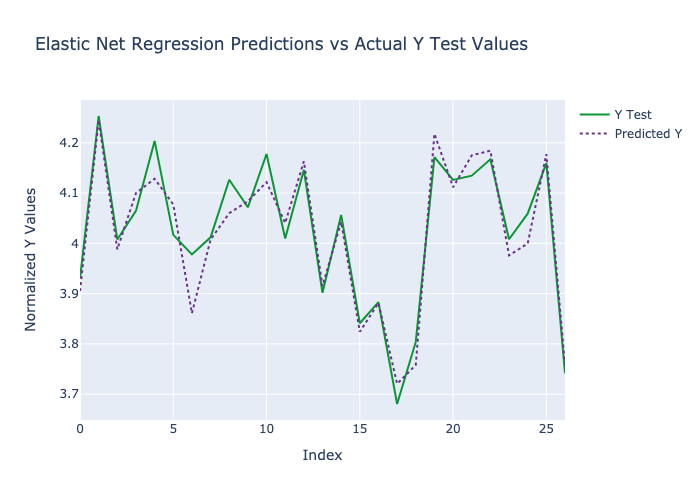 Elastic Net Regression Predictions vs Actual Y Test Values
Y Test
Predicted Y
4.2
4.1
4
3.9
3.8
3.7
Normalized Y Values
0
5
10
15
20
25
Index